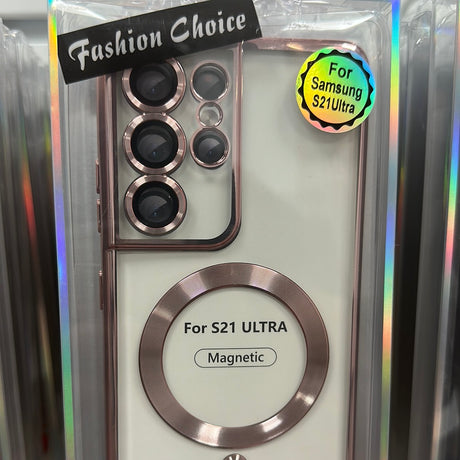 Fashion Choice
For
Samsung
S21Ultra
For S21 ULTRA
Magnetic